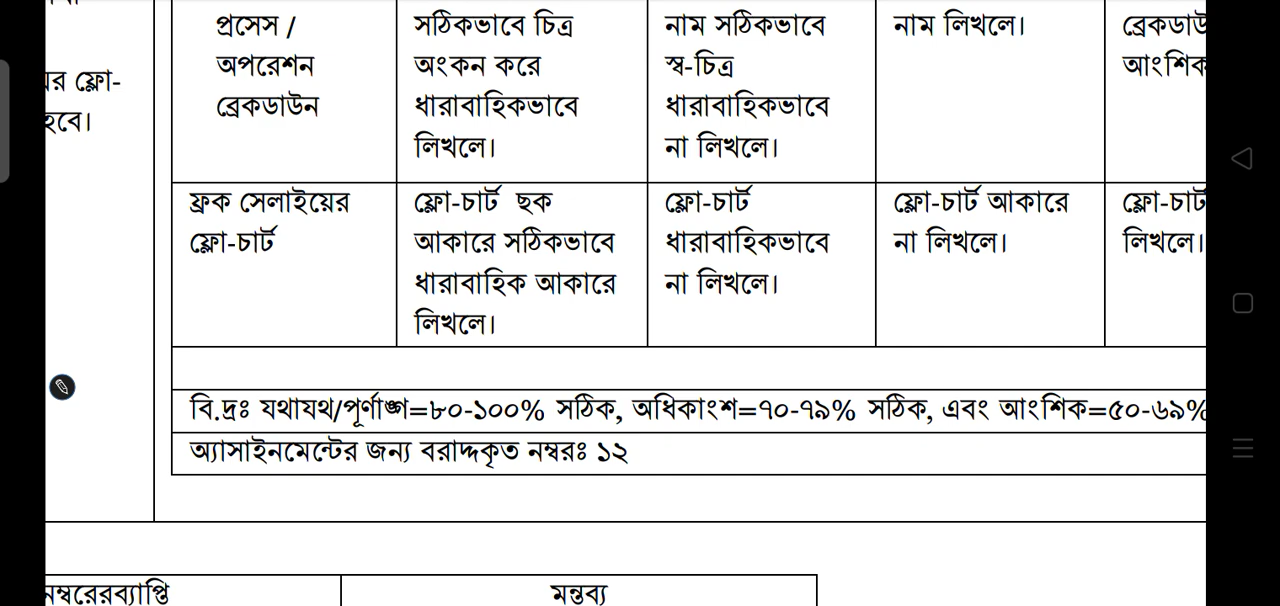 র ফ্লো-
হবে।
প্রসেস /
অপরেশন
ব্রেকডাউন
সঠিকভাবে চিত্র
অংকন করে
ধারাবাহিকভাবে
লিখলে।
নাম সঠিকভাবে
স্ব-চিত্র
ধারাবাহিকভাবে
না লিখলে।
নাম লিখলে।
ব্রেকডাউ
আংশিক
ফ্রক সেলাইয়ের
ফ্লো-চার্ট
ফ্লো-চার্ট ছক
আকারে সঠিকভাবে
ধারাবাহিক আকারে
লিখলে।
ফ্লো-চার্ট
ধারাবাহিকভাবে
না লিখলে।
ফ্লো-চার্ট আকারে
না লিখলে।
ফ্লো-চার্ট
লিখলে।
বি.দ্রঃ যথাযথ/পূর্ণাঙ্গ=৮০-১০০% সঠিক, অধিকাংশ=৭০-৭৯% সঠিক, এবং আংশিক=৫০-৬৯%
অ্যাসাইনমেন্টের জন্য বরাদ্দকৃত নম্বরঃ ১২
নম্বরেরব্যাপ্তি
মন্তব্য